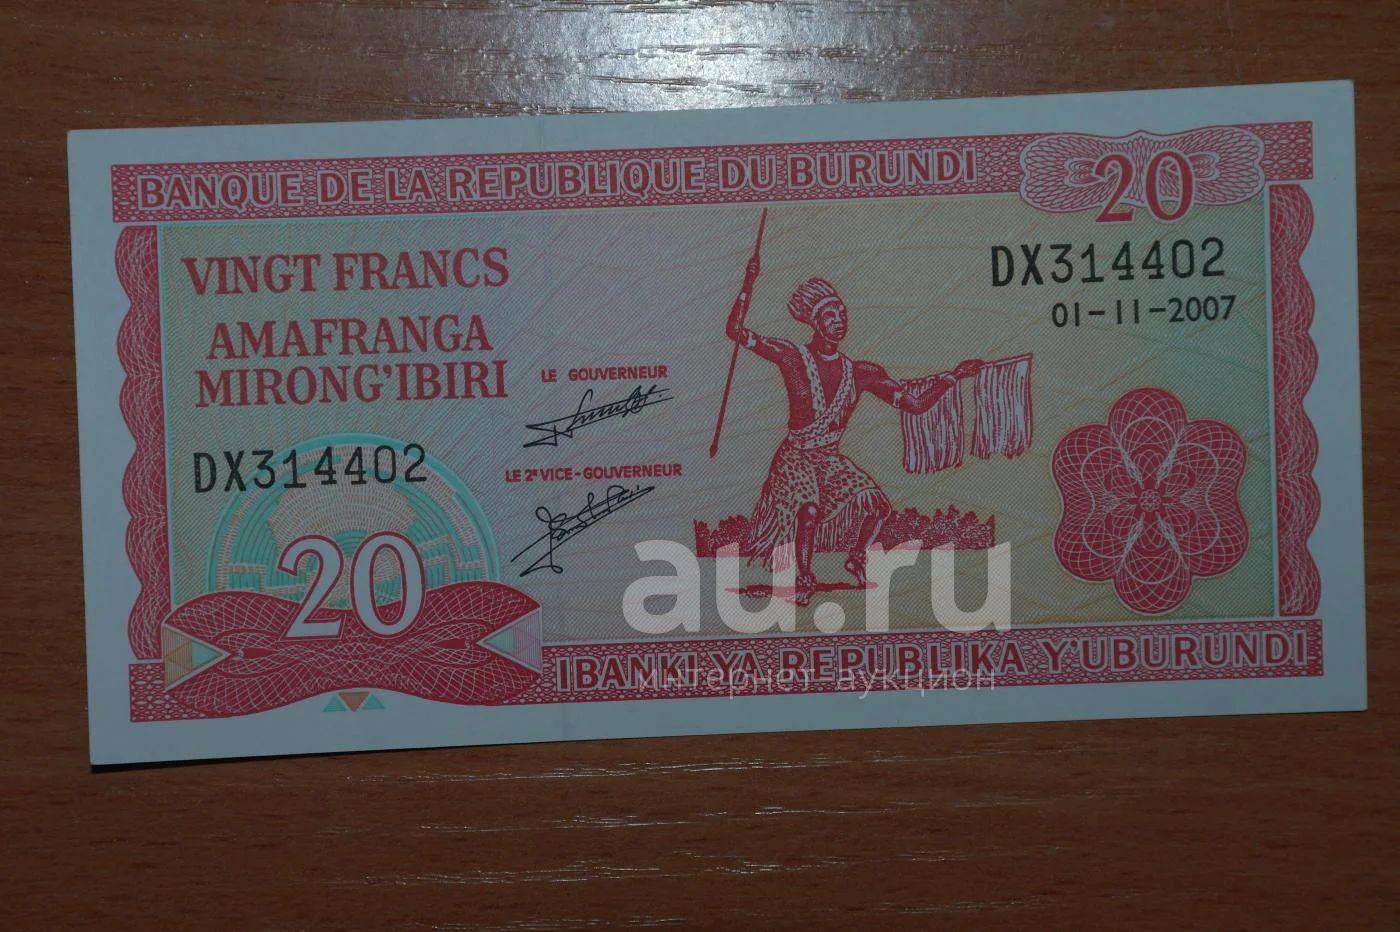 BANQUE DE LA REPUBLIQUE DU BURUNDI
20
VINGT FRANCS
DX314402
01-11-2007
AMAFRANGA
MIRONG'IBIRI
LE GOUVERNEUR
DX314402
LE 2e VICE-GOUVERNEUR
20
au.ru
IBANKI YA REPUBLIKA Y'UBURUNDI
интернет аукцион